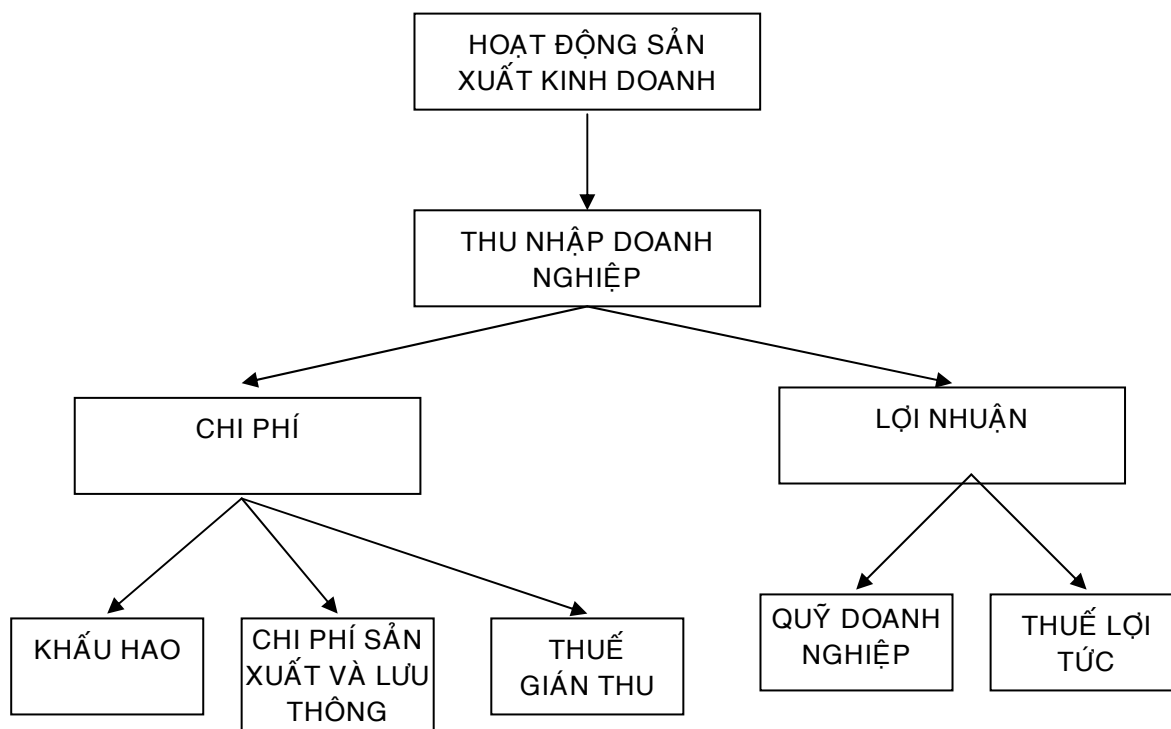 HOẠT ĐỘNG SẢN
XUẤT KINH DOANH
THU NHẬP DOANH
NGHIỆP
CHI PHÍ
LỢI NHUẬN
KHẤU HAO
CHI PHÍ SẢN
XUẤT VÀ LƯU
THÔNG
THUẾ
GIÁN THU
QUỸ DOANH
NGHIỆP
THUẾ LỢI
TỨC